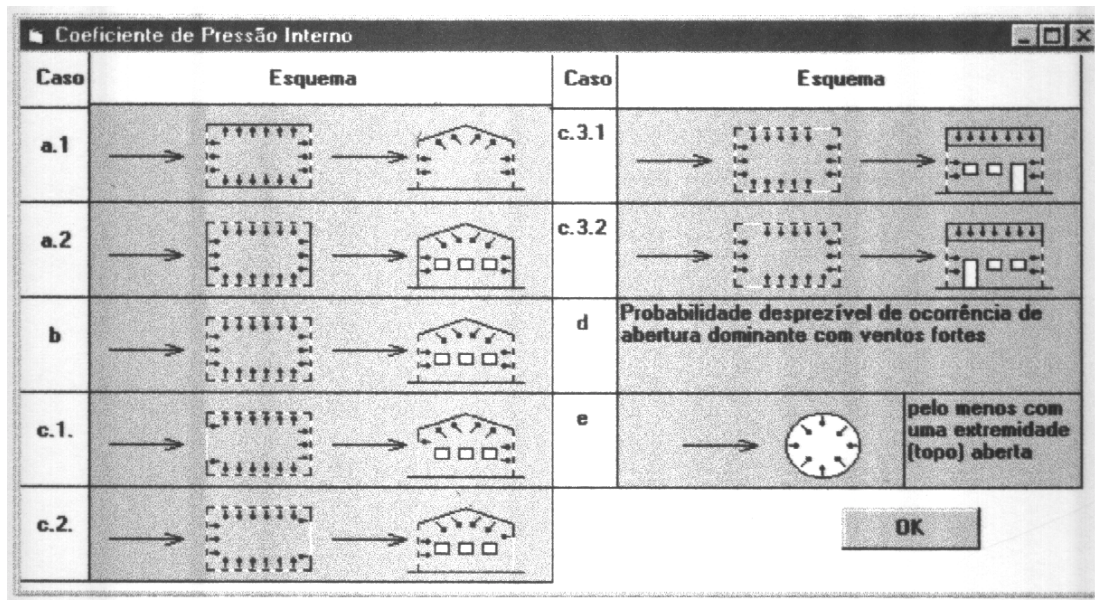 Coeficiente de Pressão Interno
Caso
Esquema
Caso
Esquema
a.1
c.3.1
a.2
c.3.2
b
d
Probabilidade desprezível de ocorrência de
abertura dominante com ventos fortes
c.1.
e
pelo menos com
uma extremidade
(topo) aberta
c.2.
OK